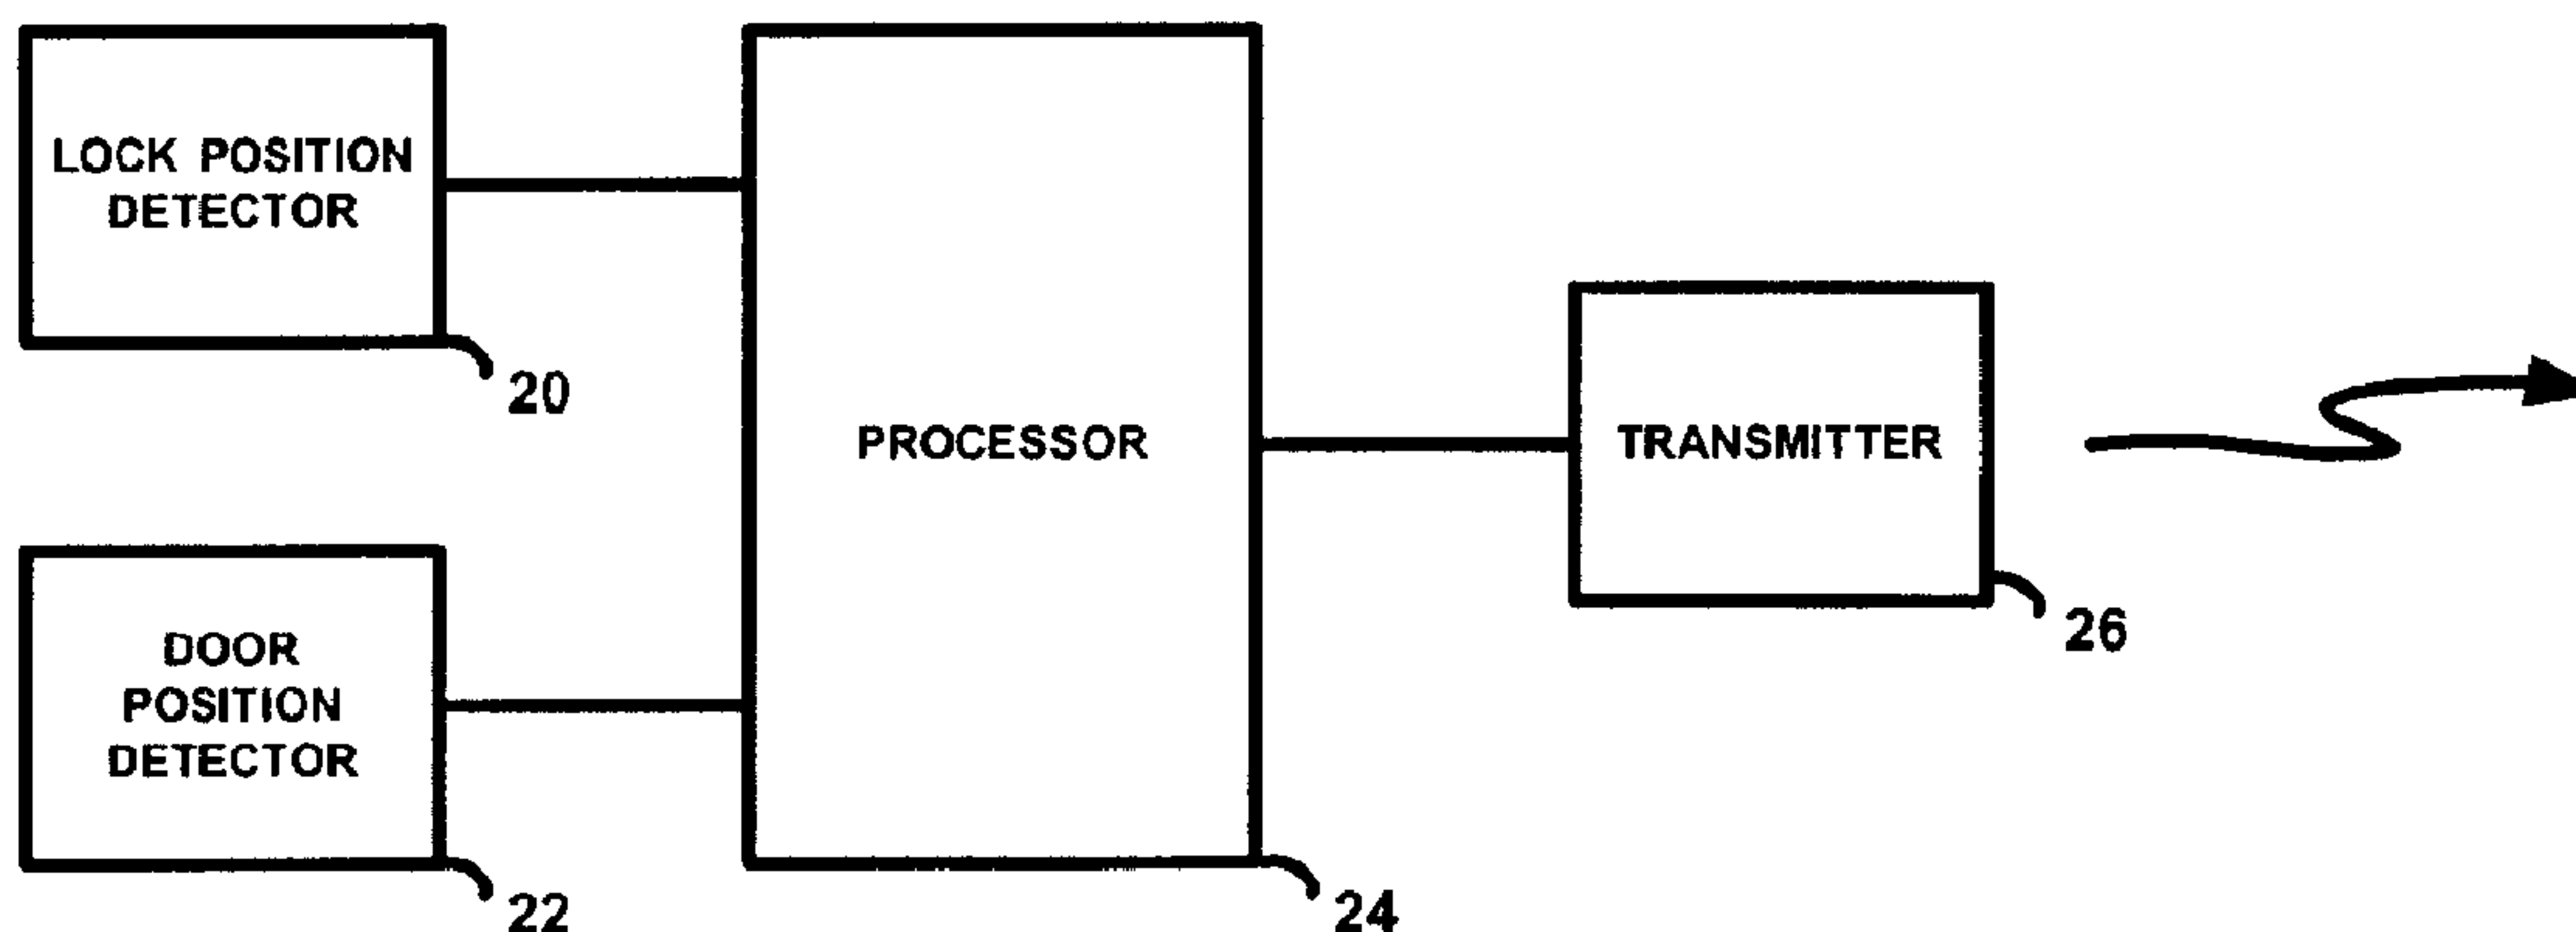 LOCK POSITION
DETECTOR
20
PROCESSOR
24
TRANSMITTER
26
DOOR
POSITION
DETECTOR
22